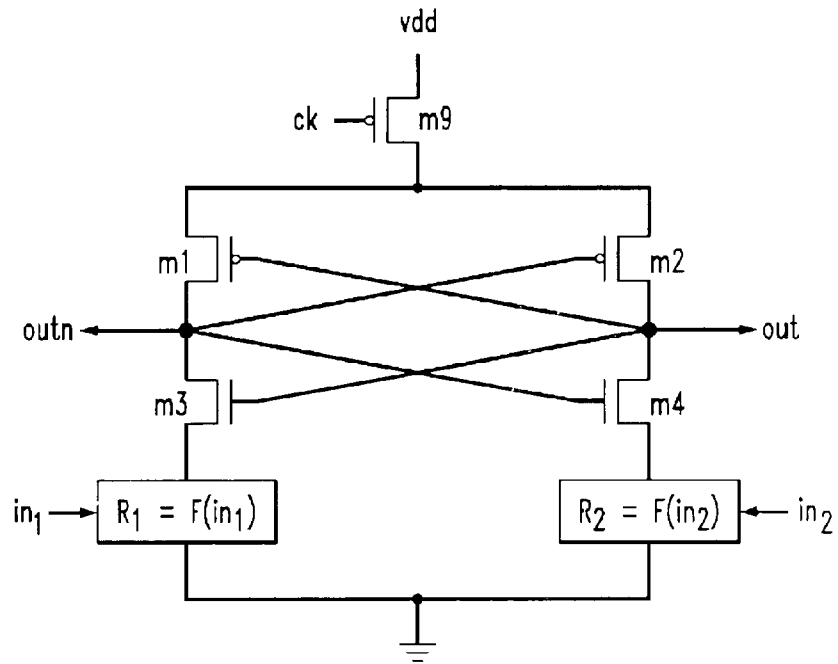 vdd
ck
m9
m1
m2
outn
out
m3
m4
in₁
R₁ = F(in₁)
R₂ = F(in₂)
in₂